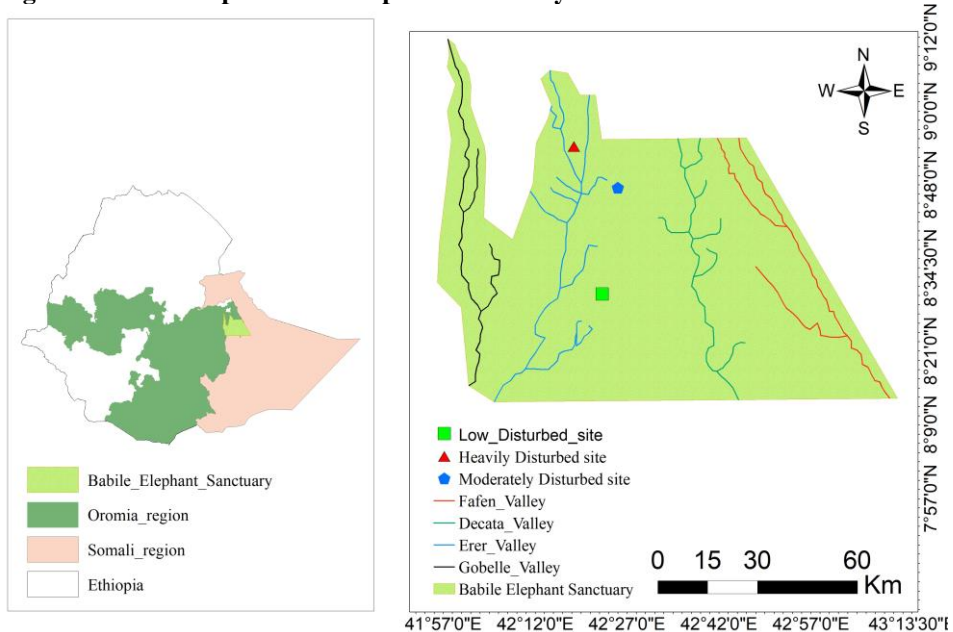 Babile_Elephant_Sanctuary
Oromia_region
Somali_region
Ethiopia
N
W E
S
Low_Disturbed_site
Heavily Disturbed site
Moderately Disturbed site
Fafen_Valley
Decata_Valley
Erer_Valley
Gobelle_Valley
Babile Elephant Sanctuary
0 15 30 60
Km
9°12'0"N
9°0'0"N
8°48'0"N
8°34'30"N
8°21'0"N
8°9'0"N
7°57'0"N
41°57'0"E 42°12'0"E 42°27'0"E 42°42'0"E 42°57'0"E 43°13'30"E